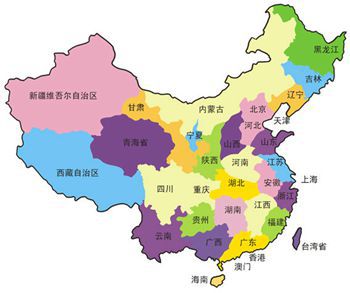 黑龙江
吉林
辽宁
新疆维吾尔自治区
甘肃
内蒙古
北京
天津
河北
宁夏
青海省
山西
山东
陕西
河南
江苏
西藏自治区
四川
重庆
湖北
安徽
上海
浙江
湖南
江西
贵州
福建
云南
广西
广东
台湾省
香港
澳门
海南